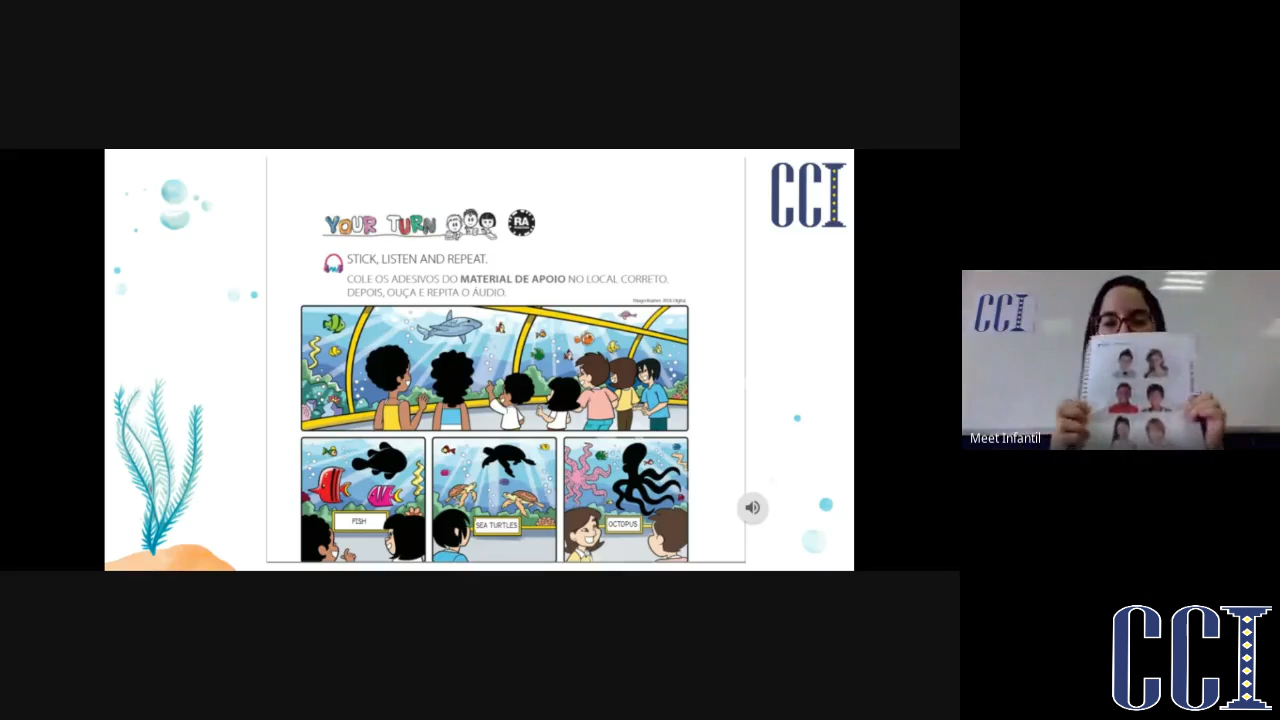 CCI
YOUR TURN
RA
STICK, LISTEN AND REPEAT.
COLE OS ADESIVOS DO MATERIAL DE APOIO NO LOCAL CORRETO.
DEPOIS, OUÇA E REPITA O ÁUDIO.
FISH
SEA TURTLES
OCTOPUS
CCI
Meet Infantil
CCI